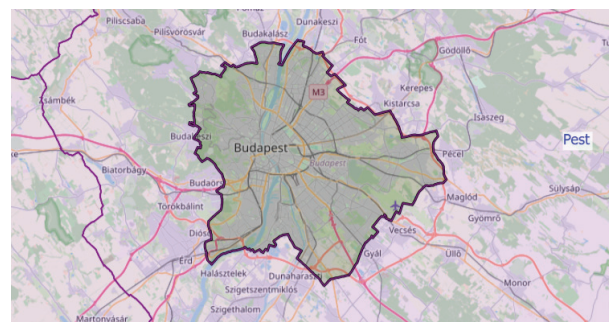 Piliscsaba
Dunakeszi
Pilisvörösvár
Budakalász
Fót
Gödöllő
M3
Kerepes
Kistarcsa
Zsámbék
Isaszeg
Budakeszi
Budapest
Budapest
Pest
Pécel
Biatorbágy
Budaörs
Maglód
Sülysáp
Törökbálint
Gyömrő
Diósd
Vecsés
Érd
Gyál
Üllő
Halásztelek
Dunaharaszti
Monor
Szigetszentmiklós
Szigethalom
Martonvásár